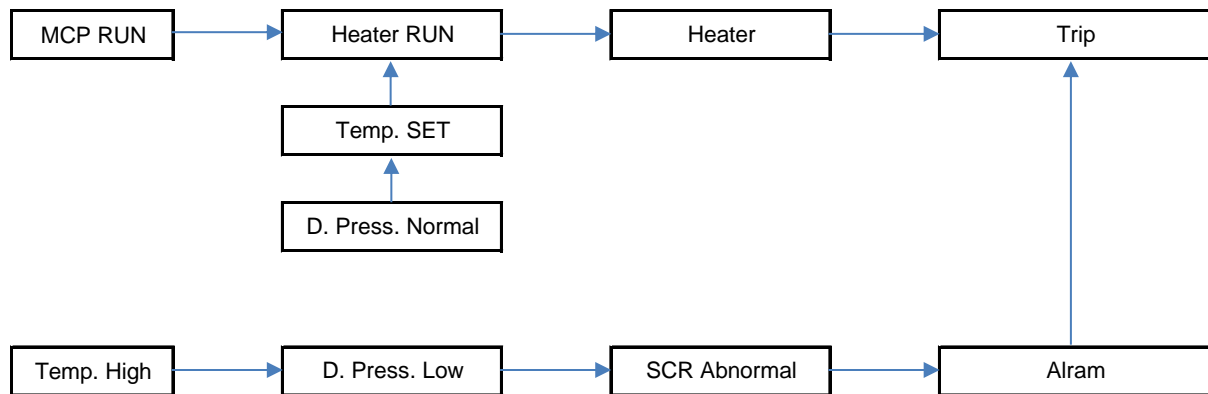 MCP RUN
Heater RUN
Heater
Trip
Temp. SET
D. Press. Normal
Temp. High
D. Press. Low
SCR Abnormal
Alram